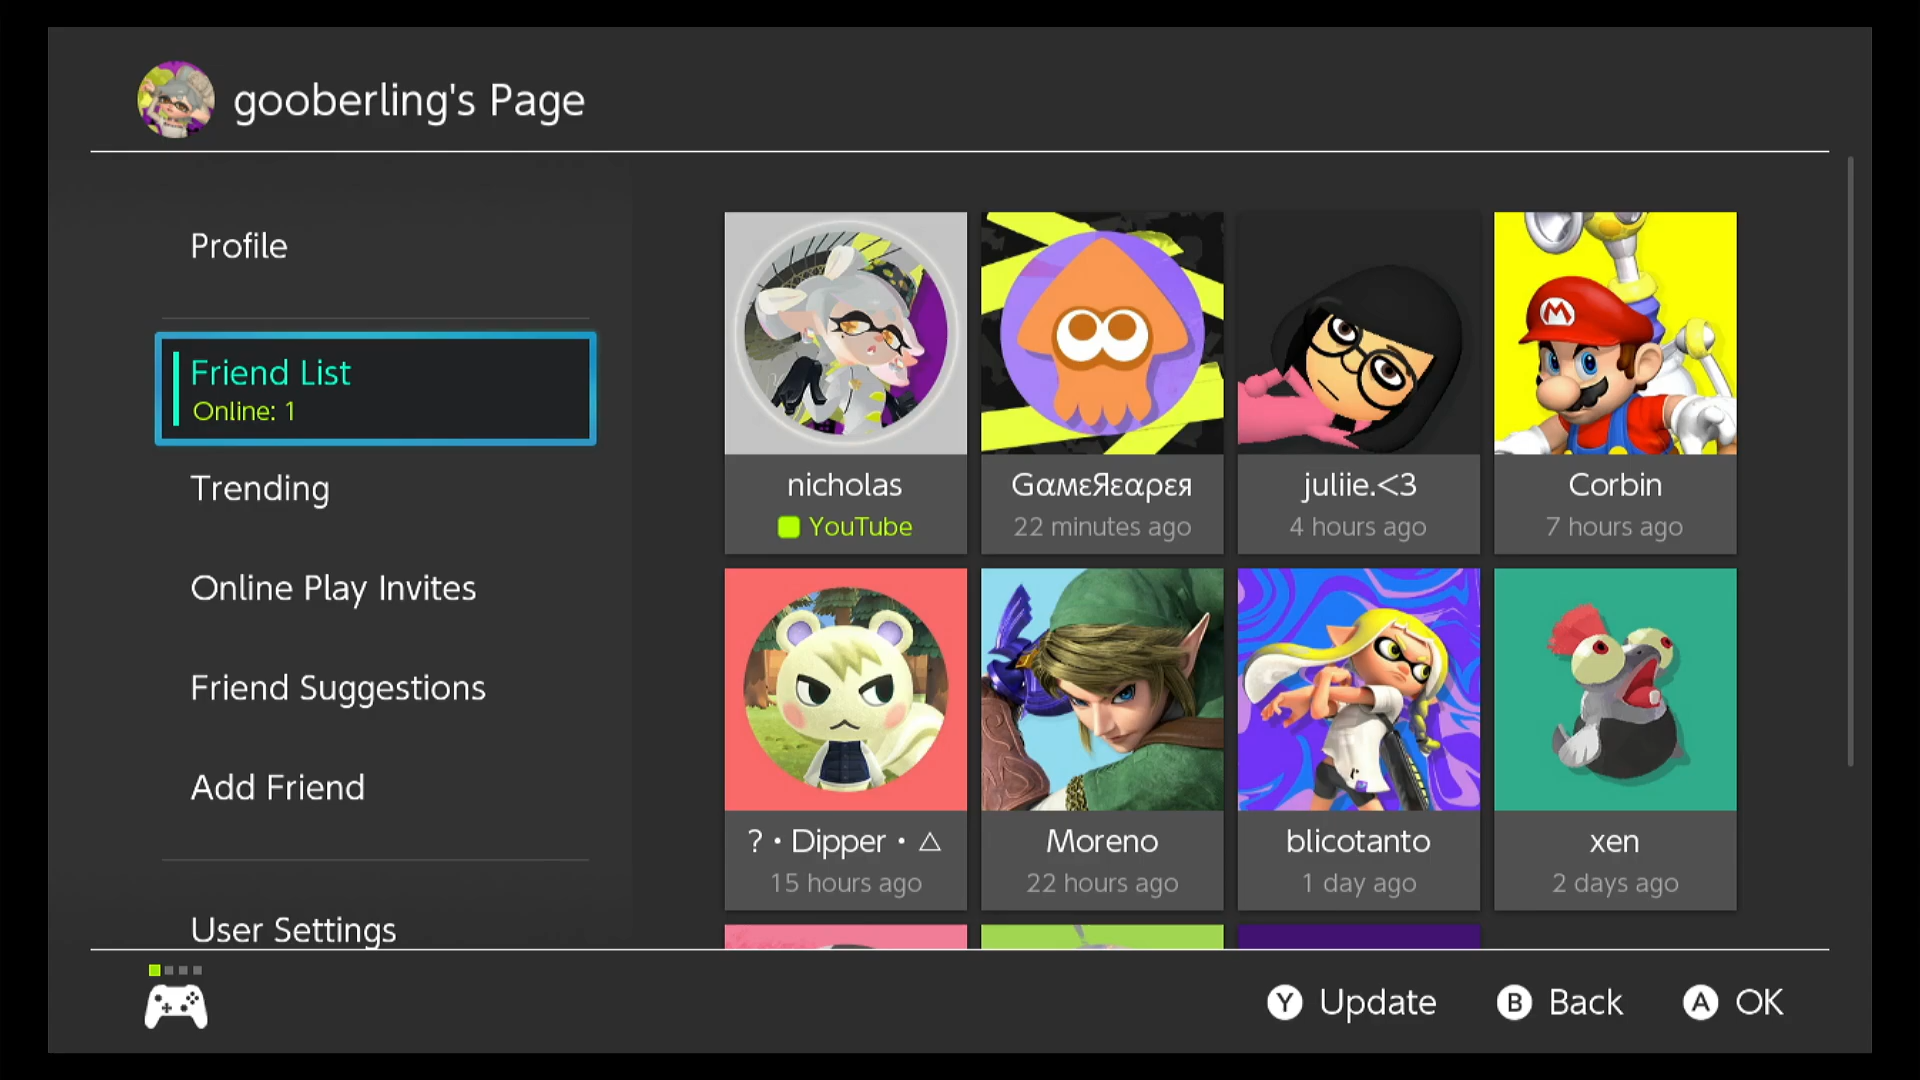 gooberling's Page
Profile
Friend List
Online: 1
Trending
Online Play Invites
Friend Suggestions
Add Friend
User Settings
nicholas
YouTube
GαмεЯεαρεя
22 minutes ago
juliie.<3
4 hours ago
Corbin
7 hours ago
? • Dipper • △
15 hours ago
Moreno
22 hours ago
blicotanto
1 day ago
xen
2 days ago
Y Update
B Back
A OK